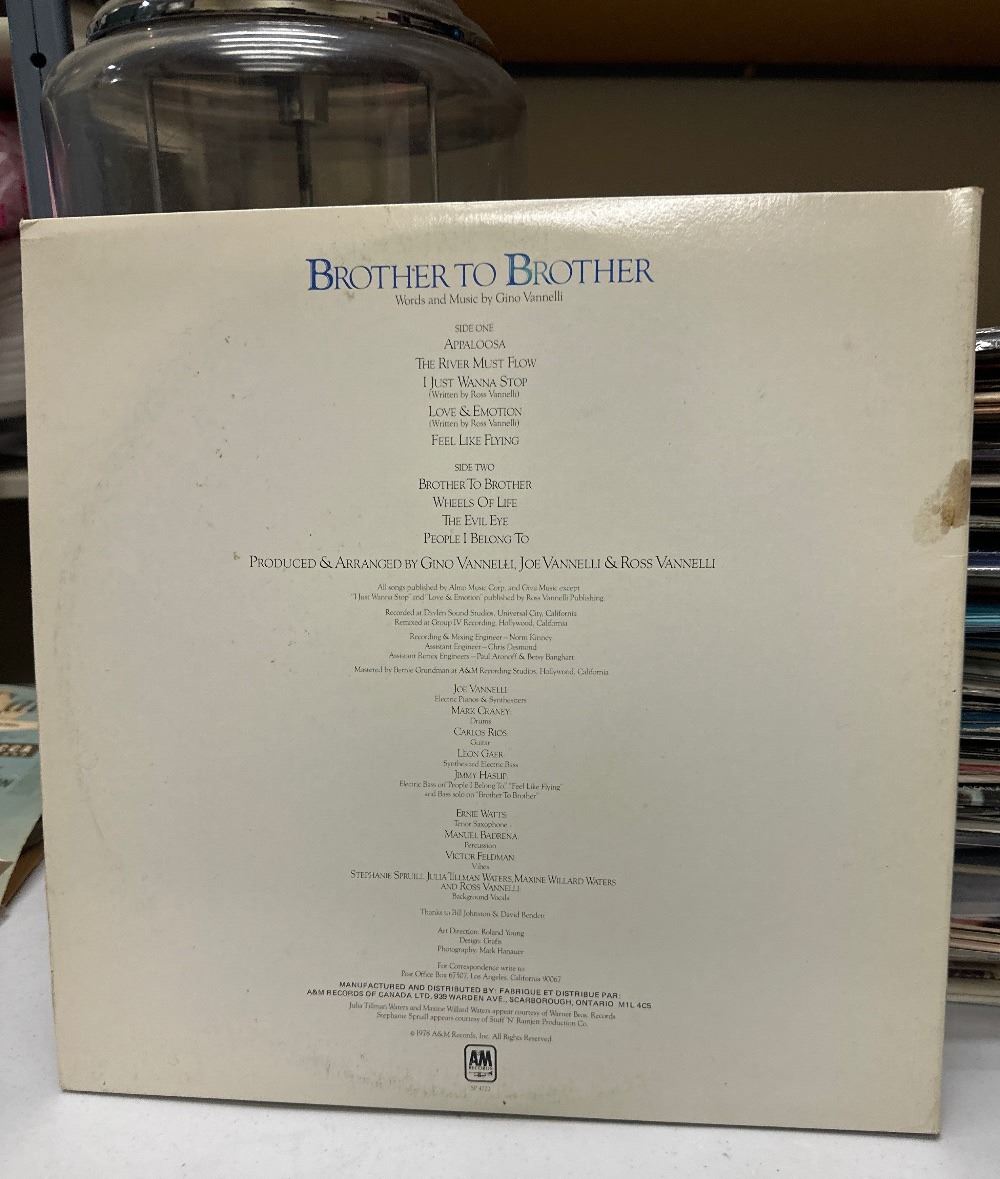 BROTHER TO BROTHER
Words and Music by Gino Vannelli
SIDE ONE
APPALOOSA
THE RIVER MUST FLOW
I JUST WANNA STOP
(Written by Ross Vannelli)
LOVE & EMOTION
(Written by Ross Vannelli)
FEEL LIKE FLYING
SIDE TWO
BROTHER TO BROTHER
WHEELS OF LIFE
THE EVIL EYE
PEOPLE I BELONG TO
PRODUCED & ARRANGED BY GINO VANNELLI, JOE VANNELLI & ROSS VANNELLI
All songs published by Almo Music Corp. and Giva Music except
"I Just Wanna Stop" and "Love & Emotion" published by Ross Vannelli Publishing.
Recorded at Davlen Sound Studios, Universal City, California
Remixed at Group IV Recording, Hollywood, California
Recording & Mixing Engineer—Norm Kinney
Assistant Engineer—Chris Desmond
Assistant Remix Engineers—Paul Aronoff & Betsy Banghart
Mastered by Bernie Grundman at A&M Recording Studios, Hollywood, California
JOE VANNELLI
Electric Pianos & Synthesizers
MARK CRANEY
Drums
CARLOS RIOS
Guitar
LEON GAER
Synthesized Electric Bass
JIMMY HASLIP
Electric Bass on "People I Belong To," "Feel Like Flying"
and Bass solo on "Brother To Brother"
ERNIE WATTS
Tenor Saxophone
MANUEL BADRENA
Percussion
VICTOR FELDMAN
Vibes
STEPHANIE SPRUILL, JULIA TILLMAN WATERS, MAXINE WILLARD WATERS
AND ROSS VANNELLI
Background Vocals
Thanks to Bill Johnston & David Benden
Art Direction: Roland Young
Design:
Photography: Mark Hanauer
For Correspondence write to:
Post Office Box 67507, Los Angeles, California 90067
MANUFACTURED AND DISTRIBUTED BY: FABRIQUE ET DISTRIBUE PAR:
A&M RECORDS OF CANADA LTD. 939 WARDEN AVE., SCARBOROUGH, ONTARIO M1L 4C5
Julia Tillman Waters and Maxine Willard Waters appear courtesy of Warner Bros. Records
Stephanie Spruill appears courtesy of Stuff 'N' Ramjett Production Co.
©1978 A&M Records, Inc. All Rights Reserved
AM
RECORDS
SP 4722